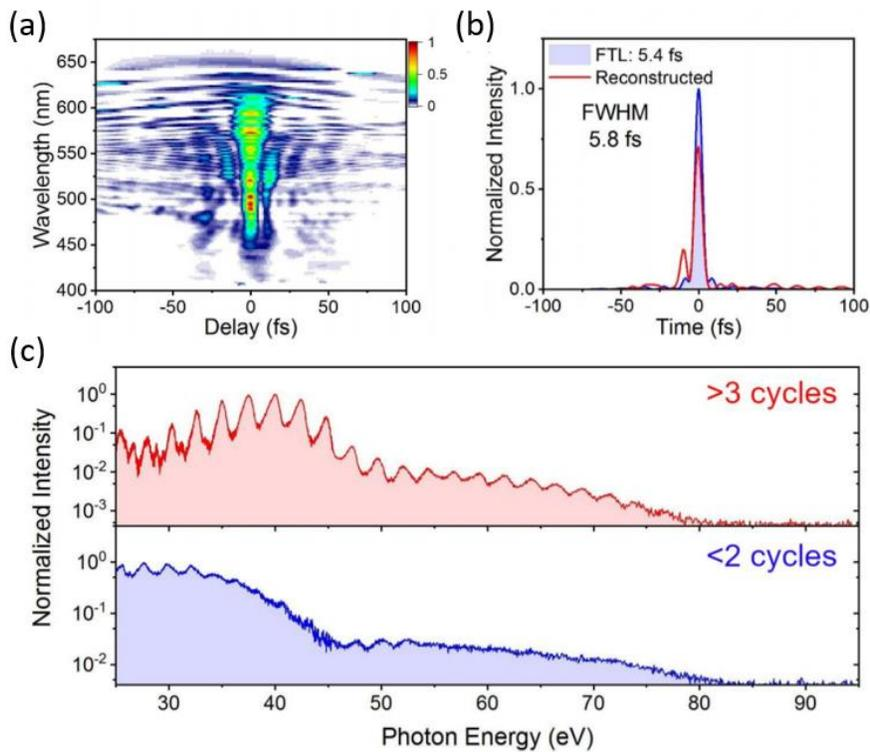 (a)
Wavelength (nm)
650
600
550
500
450
400
-100
-50
0
50
100
Delay (fs)
1
0.5
0
(b)
Normalized Intensity
1.0
0.5
0.0
FTL: 5.4 fs
Reconstructed
FWHM
5.8 fs
-100
-50
0
50
100
Time (fs)
(c)
Normalized Intensity
10⁰
10⁻¹
10⁻²
10⁻³
>3 cycles
Normalized Intensity
10⁰
10⁻¹
10⁻²
<2 cycles
30
40
50
60
70
80
90
Photon Energy (eV)